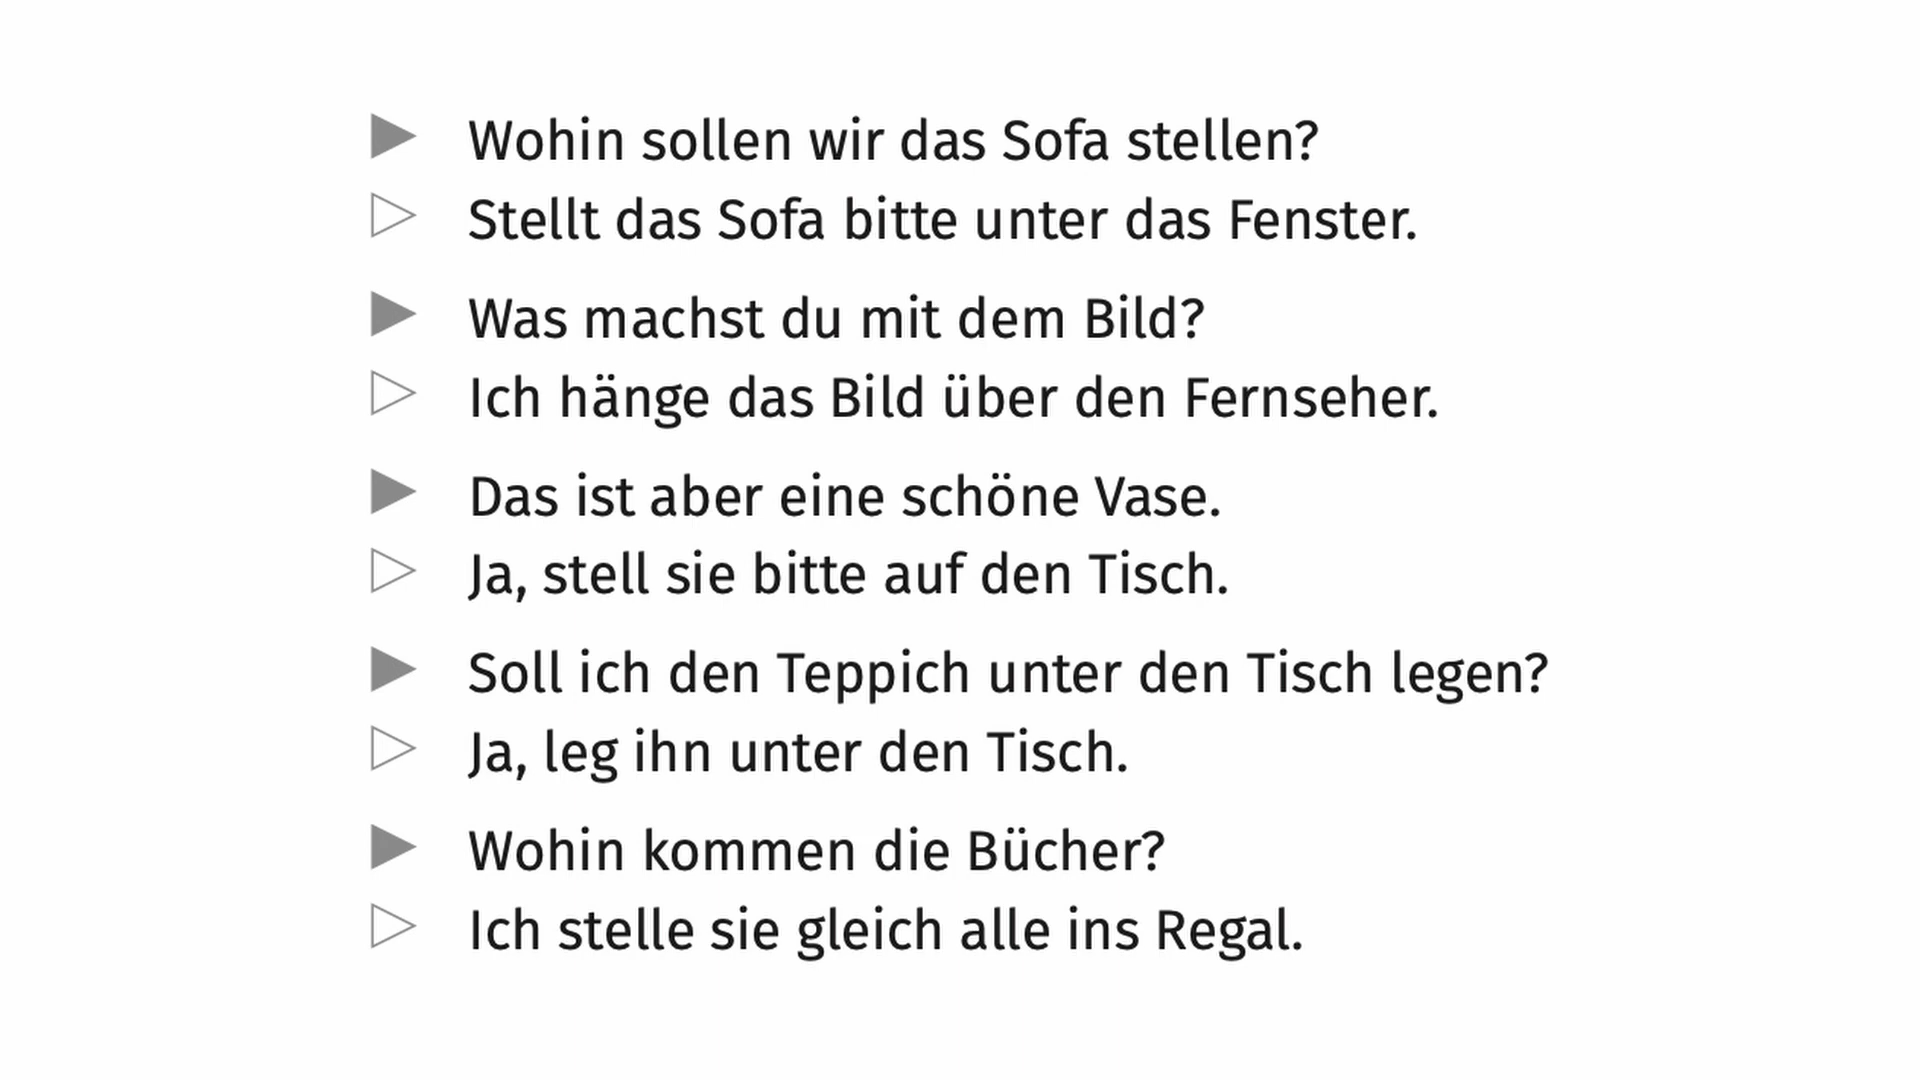 Wohin sollen wir das Sofa stellen?
Stellt das Sofa bitte unter das Fenster.
Was machst du mit dem Bild?
Ich hänge das Bild über den Fernseher.
Das ist aber eine schöne Vase.
Ja, stell sie bitte auf den Tisch.
Soll ich den Teppich unter den Tisch legen?
Ja, leg ihn unter den Tisch.
Wohin kommen die Bücher?
Ich stelle sie gleich alle ins Regal.